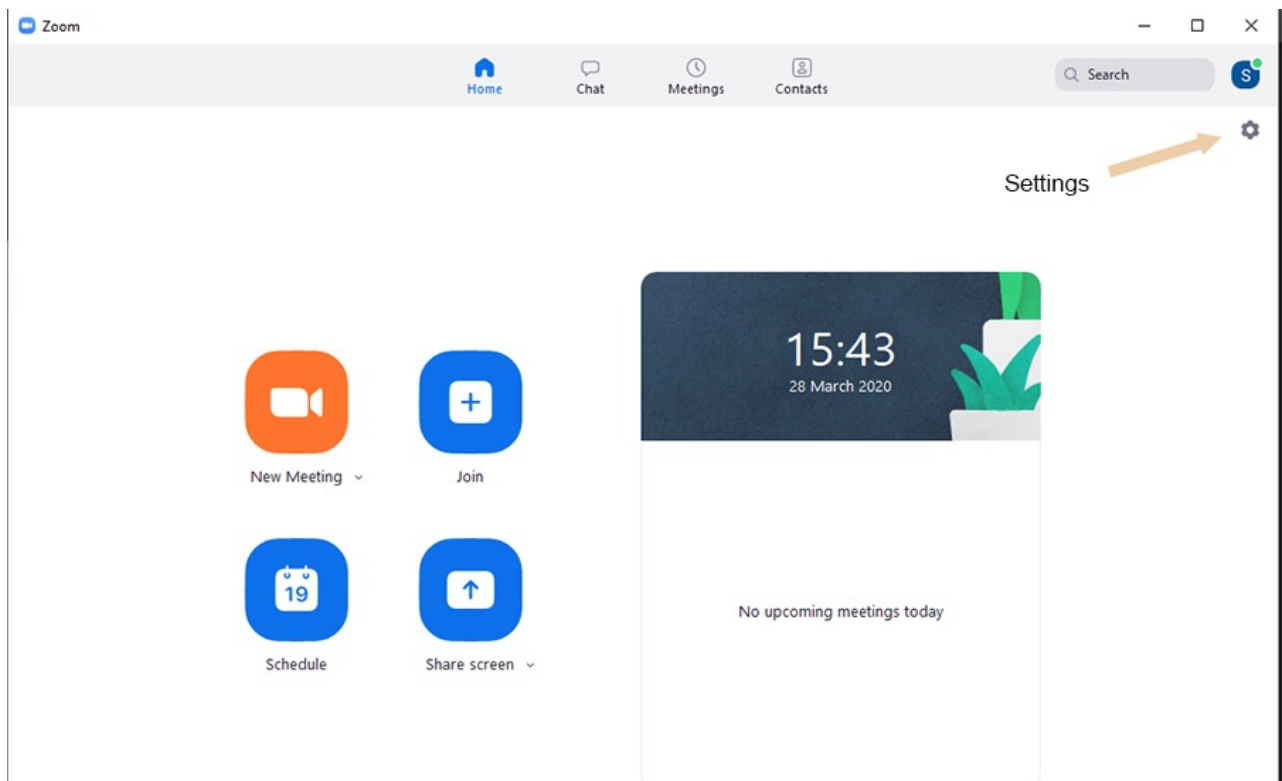 Zoom
Home
Chat
Meetings
Contacts
Search
S
Settings
15:43
28 March 2020
New Meeting
Join
19
Schedule
Share screen
No upcoming meetings today